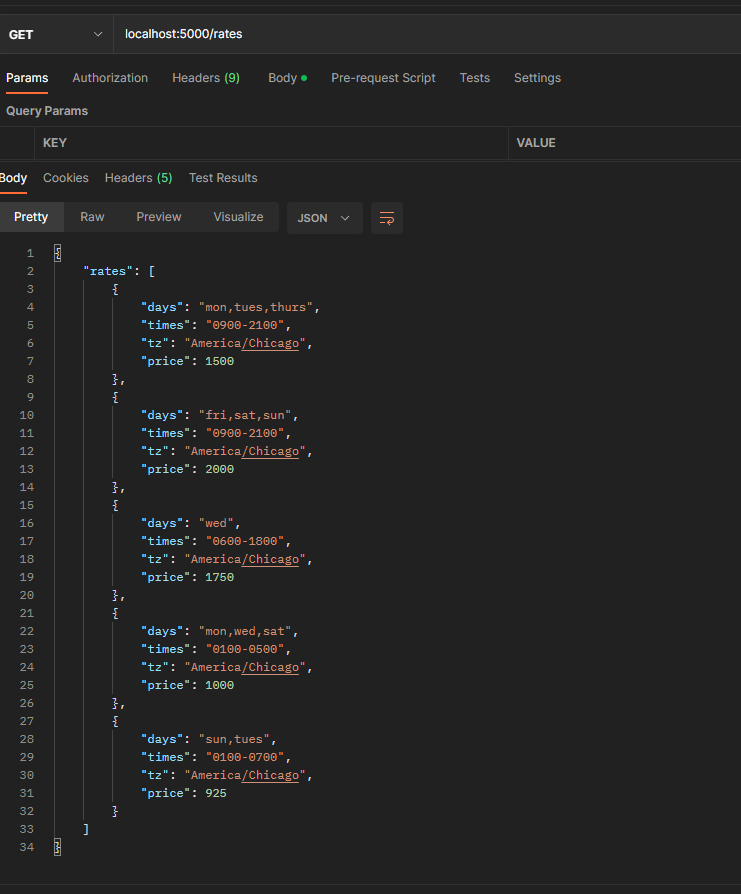 GET localhost:5000/rates
Params Authorization Headers (9) Body Pre-request Script Tests Settings
Query Params
KEY VALUE
Body Cookies Headers (5) Test Results
Pretty Raw Preview Visualize JSON
1 {
2 "rates": [
3 {
4 "days": "mon,tues,thurs",
5 "times": "0900-2100",
6 "tz": "America/Chicago",
7 "price": 1500
8 },
9 {
10 "days": "fri,sat,sun",
11 "times": "0900-2100",
12 "tz": "America/Chicago",
13 "price": 2000
14 },
15 {
16 "days": "wed",
17 "times": "0600-1800",
18 "tz": "America/Chicago",
19 "price": 1750
20 },
21 {
22 "days": "mon,wed,sat",
23 "times": "0100-0500",
24 "tz": "America/Chicago",
25 "price": 1000
26 },
27 {
28 "days": "sun,tues",
29 "times": "0100-0700",
30 "tz": "America/Chicago",
31 "price": 925
32 }
33 ]
34 }